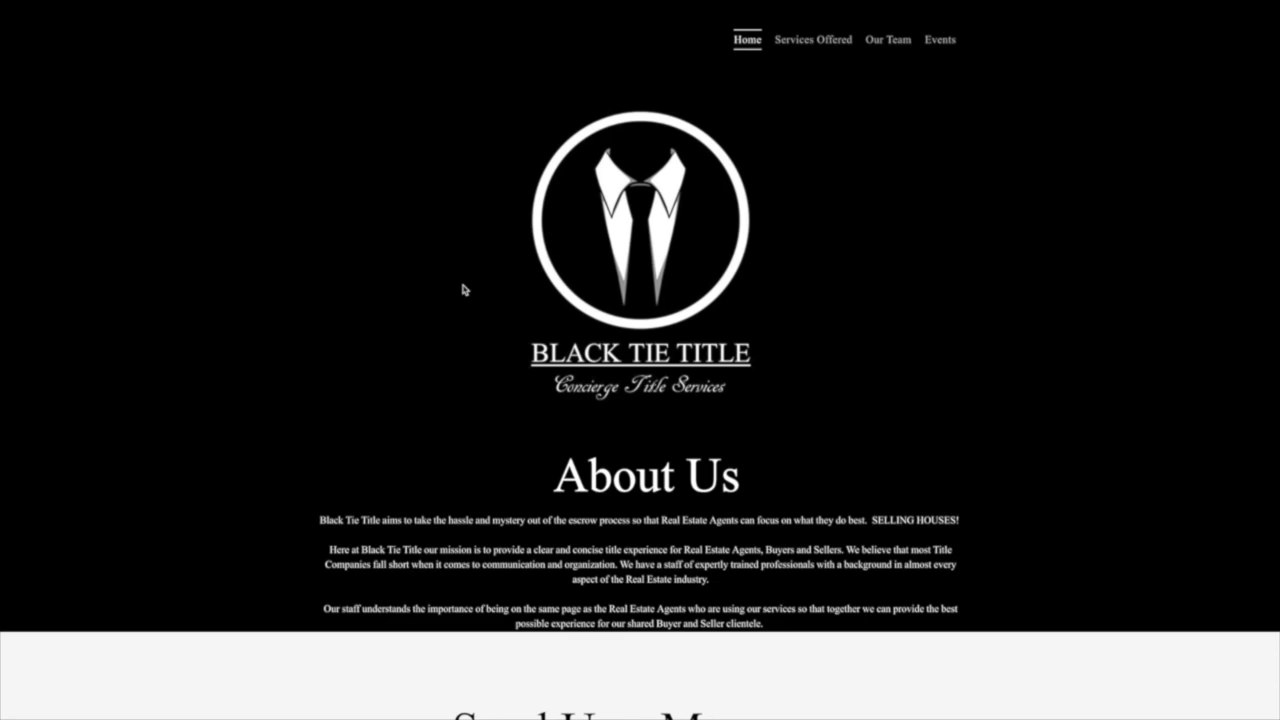 Home Services Offered Our Team Events
BLACK TIE TITLE
Concierge Title Services
About Us
Black Tie Title aims to take the hassle and mystery out of the escrow process so that Real Estate Agents can focus on what they do best. SELLING HOUSES!
Here at Black Tie Title our mission is to provide a clear and concise title experience for Real Estate Agents, Buyers and Sellers. We believe that most Title
Companies fall short when it comes to communication and organization. We have a staff of expertly trained professionals with a background in almost every
aspect of the Real Estate industry.
Our staff understands the importance of being on the same page as the Real Estate Agents who are using our services so that together we can provide the best
possible experience for our shared Buyer and Seller clientele.